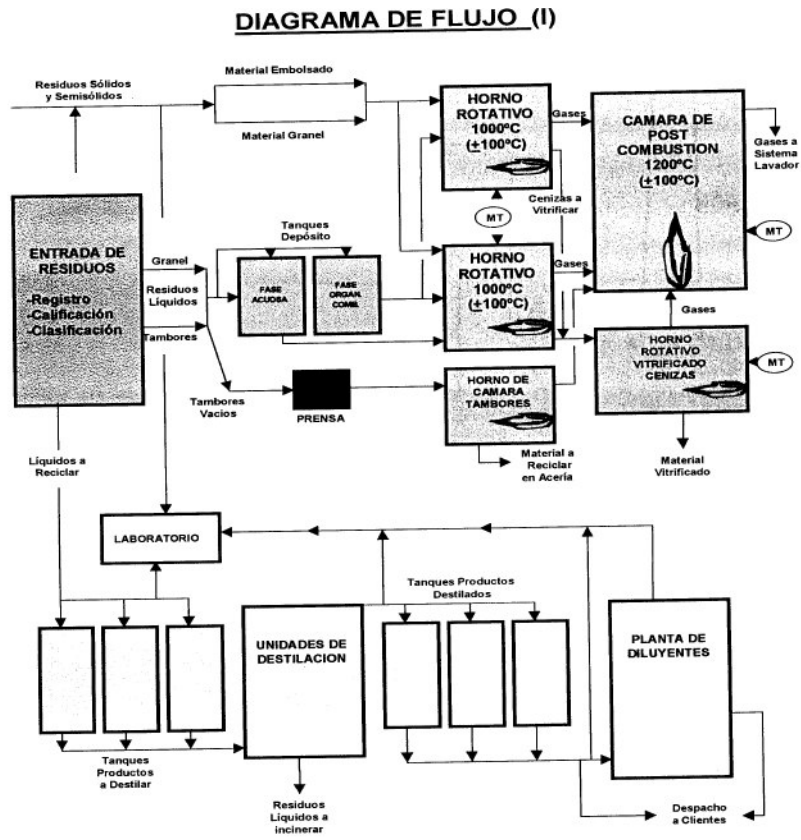 DIAGRAMA DE FLUJO (I)
Residuos Sólidos
y Semisólidos
Material Embolsado
Material Granel
HORNO
ROTATIVO
1000ºC
(±100ºC)
Gases
CAMARA DE
POST
COMBUSTION
1200ºC
(±100ºC)
Gases a
Sistema
Lavador
Cenizas a
Vitrificar
MT
MT
ENTRADA DE
RESIDUOS
-Registro
-Calificación
-Clasificación
Granel
Residuos
Líquidos
Tambores
Tanques
Depósito
FASE
ACUOSA
FASE
ORGAN.
COMB.
HORNO
ROTATIVO
1000ºC
(±100ºC)
Gases
Gases
HORNO
ROTATIVO
VITRIFICADO
CENIZAS
MT
Tambores
Vacios
PRENSA
HORNO DE
CAMARA
TAMBORES
Material a
Reciclar
en Acería
Material
Vitrificado
Líquidos a
Reciclar
LABORATORIO
Tanques Productos
Destilados
UNIDADES DE
DESTILACION
PLANTA DE
DILUYENTES
Tanques
Productos
a Destilar
Residuos
Líquidos a
incinerar
Despacho
a Clientes